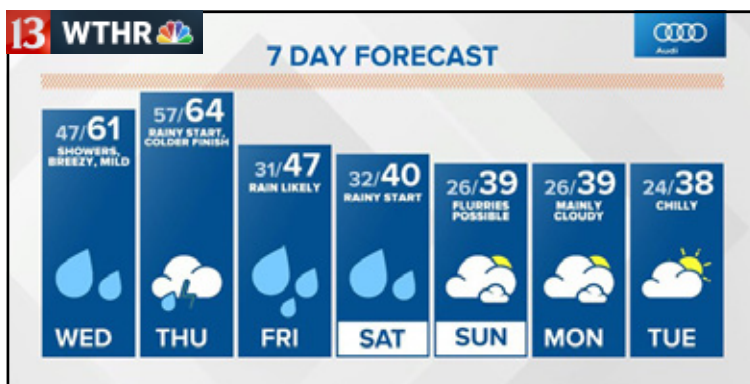 13 WTHR
Audi
7 DAY FORECAST
47/61
SHOWERS,
BREEZY, MILD
WED
57/64
RAINY START,
COLDER FINISH
THU
31/47
RAIN LIKELY
FRI
32/40
RAINY START
SAT
26/39
FLURRIES
POSSIBLE
SUN
26/39
MAINLY
CLOUDY
MON
24/38
CHILLY
TUE